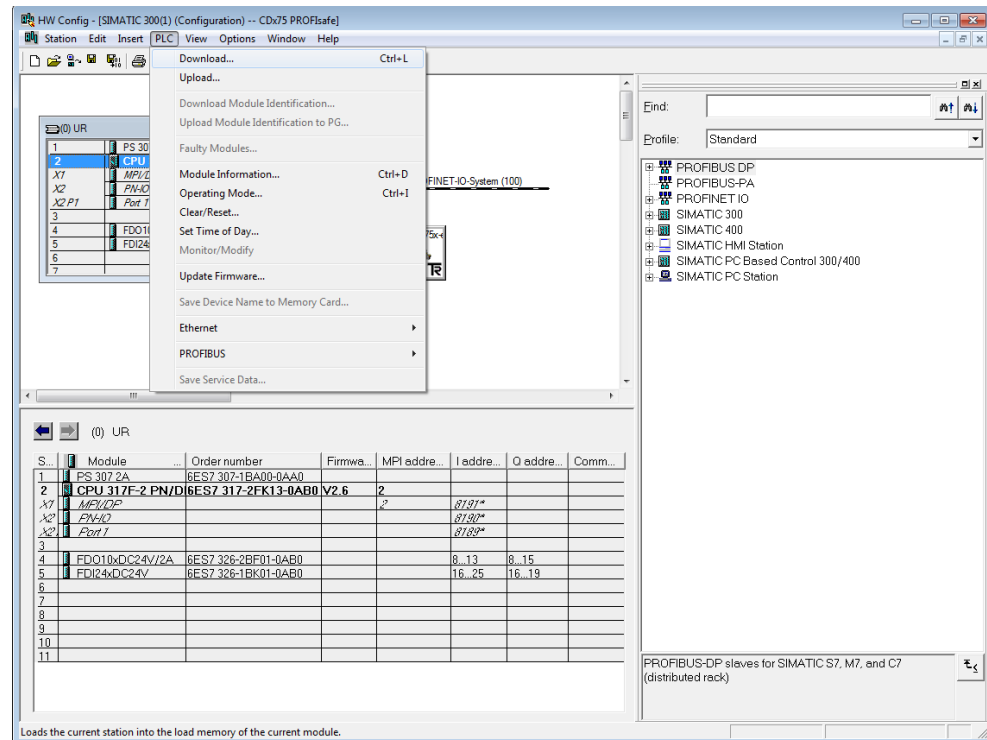 HW Config - [SIMATIC 300(1) (Configuration) -- CDx75 PROFIsafe]
Station Edit Insert PLC View Options Window Help
Download... Ctrl+L
Upload...
Download Module Identification...
Upload Module Identification to PG...
Faulty Modules...
Module Information... Ctrl+D
Operating Mode... Ctrl+I
Clear/Reset...
Set Time of Day...
Monitor/Modify
Update Firmware...
Save Device Name to Memory Card...
Ethernet
PROFIBUS
Save Service Data...
(0) UR
1 PS 30
2 CPU
X1 MPI/D
X2 PN-IO
X2 P1 Port 1
3
4 FDO10
5 FDI24
6
7
FINET-IO-System (100)
75x-e
TR
Find:
Profile: Standard
PROFIBUS DP
PROFIBUS-PA
PROFINET IO
SIMATIC 300
SIMATIC 400
SIMATIC HMI Station
SIMATIC PC Based Control 300/400
SIMATIC PC Station
(0) UR
S... Module ... Order number Firmwa... MPI addre... I addre... Q addre... Comm...
1 PS 307 2A 6ES7 307-1BA00-0AA0
2 CPU 317F-2 PN/D 6ES7 317-2FK13-0AB0 V2.6 2
X1 MPI/DP 2 8191*
X2 PN-IO 8190*
X2 Port 1 8189*
3
4 FDO10xDC24V/2A 6ES7 326-2BF01-0AB0 8...13 8...15
5 FDI24xDC24V 6ES7 326-1BK01-0AB0 16...25 16...19
6
7
8
9
10
11
PROFIBUS-DP slaves for SIMATIC S7, M7, and C7
(distributed rack)
Loads the current station into the load memory of the current module.